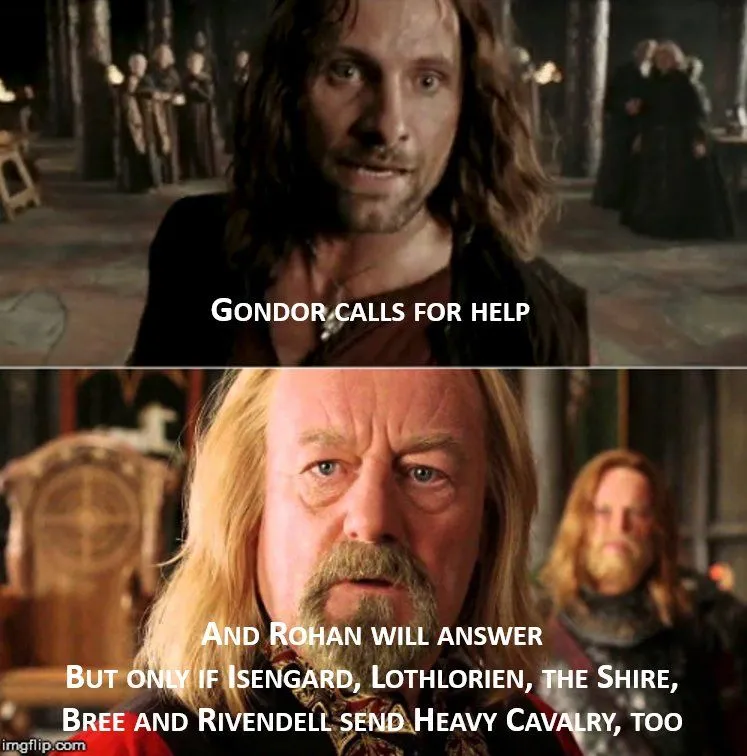 Gondor calls for help
And Rohan will answer
But only if Isengard, Lothlorien, the Shire,
Bree and Rivendell send Heavy Cavalry, too
imgflip.com